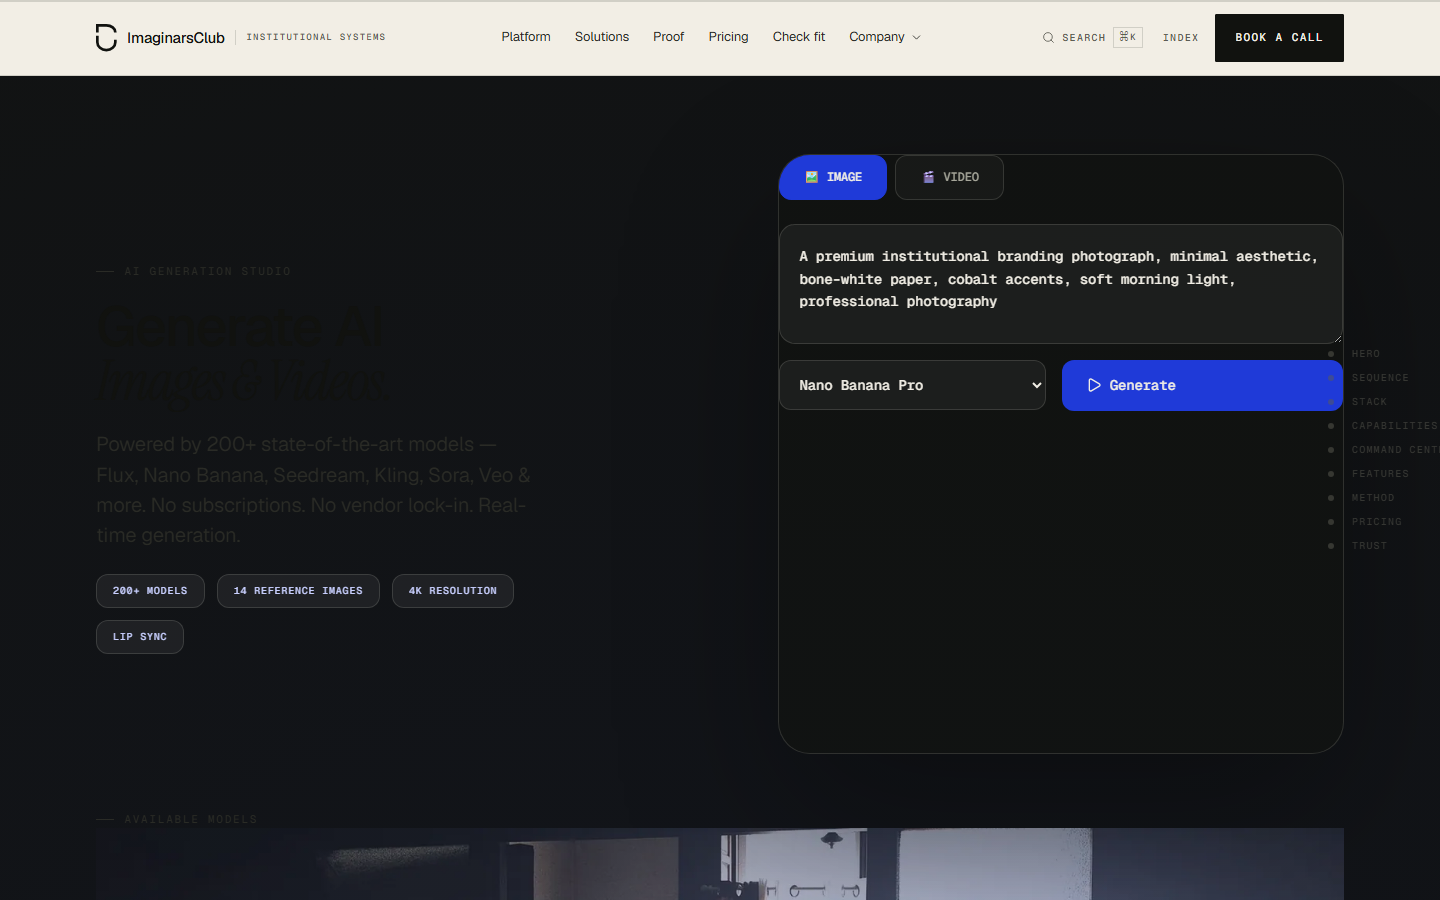 ImaginarsClub
INSTITUTIONAL SYSTEMS
Platform
Solutions
Proof
Pricing
Check fit
Company
SEARCH
⌘K
INDEX
BOOK A CALL
AI GENERATION STUDIO
Generate AI
Images & Videos.
Powered by 200+ state-of-the-art models —
Flux, Nano Banana, Seedream, Kling, Sora, Veo &
more. No subscriptions. No vendor lock-in. Real-
time generation.
200+ MODELS
14 REFERENCE IMAGES
4K RESOLUTION
LIP SYNC
IMAGE
VIDEO
A premium institutional branding photograph, minimal aesthetic,
bone-white paper, cobalt accents, soft morning light,
professional photography
Nano Banana Pro
Generate
HERO
SEQUENCE
STACK
CAPABILITIES
COMMAND CENT
FEATURES
METHOD
PRICING
TRUST
AVAILABLE MODELS